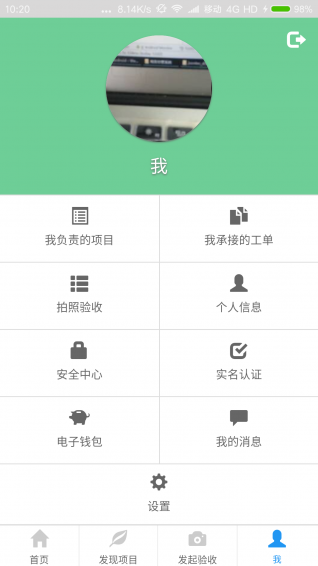 10:20
... 8.14K/s 移动 4G HD 98%
我
我负责的项目 我承接的工单
拍照验收 个人信息
安全中心 实名认证
电子钱包 我的消息
设置
首页 发现项目 发起验收 我